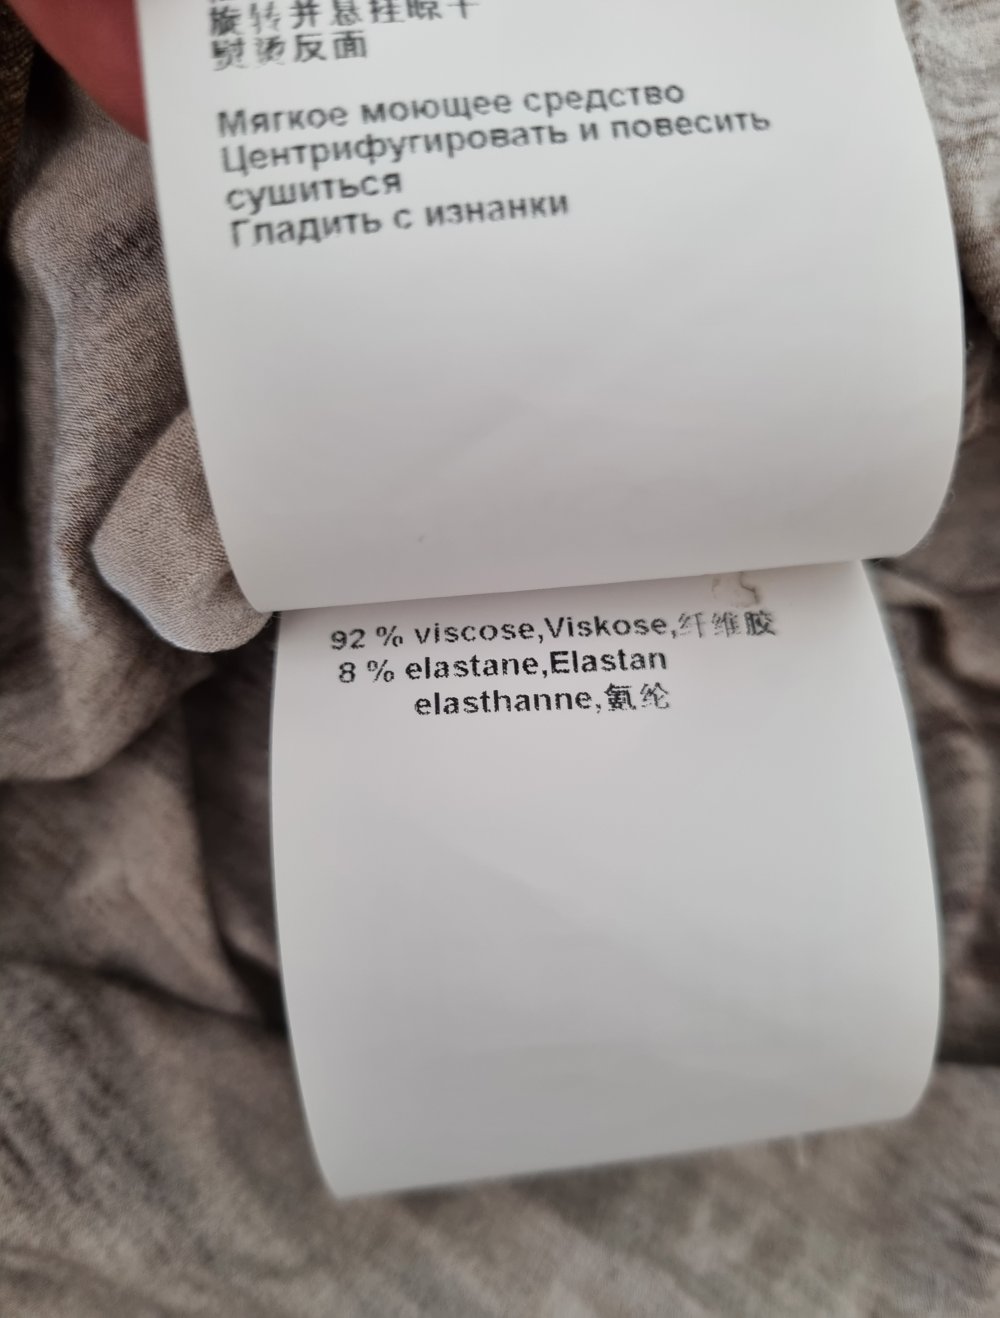 旋转并悬挂晾干
熨烫反面
Мягкое моющее средство
Центрифугировать и повесить
сушиться
Гладить с изнанки
92 % viscose,Viskose,纤维胶
8 % elastane,Elastan
elasthanne,氨纶